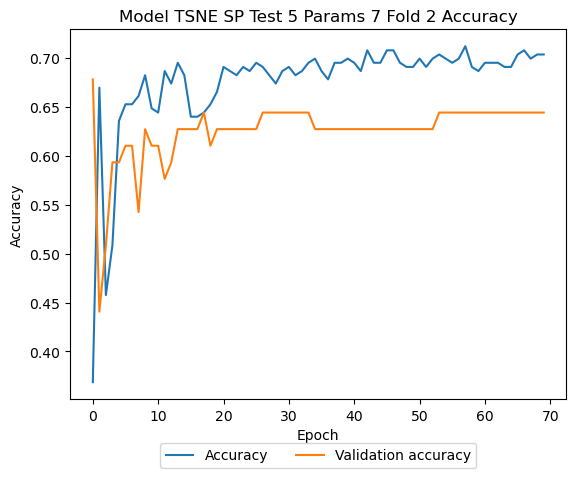 Model TSNE SP Test 5 Params 7 Fold 2 Accuracy
0.70
0.65
0.60
0.55
0.50
0.45
0.40
Accuracy
0 10 20 30 40 50 60 70
Epoch
Accuracy Validation accuracy